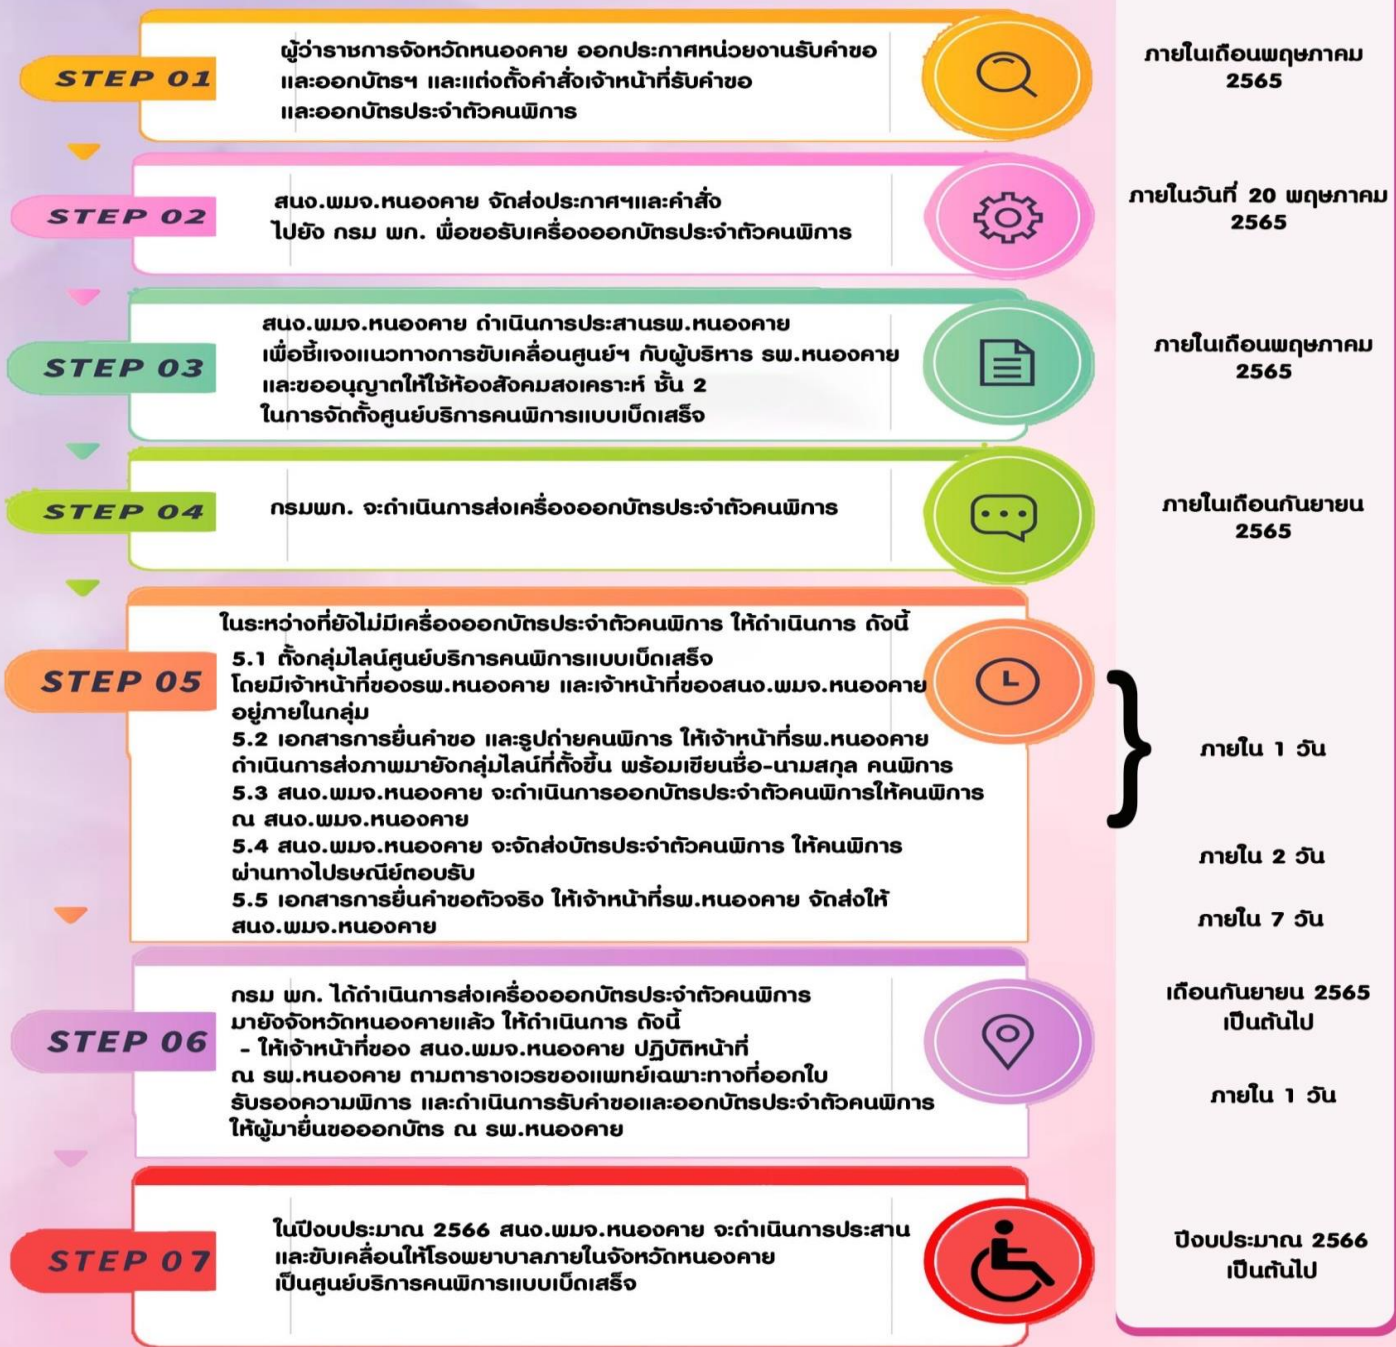 STEP 01
ผู้ว่าราชการจังหวัดหนองคาย ออกประกาศหน่วยงานรับคำขอ
และออกบัตรฯ และแต่งตั้งคำสั่งเจ้าหน้าที่รับคำขอ
และออกบัตรประจำตัวคนพิการ
ภายในเดือนพฤษภาคม
2565
STEP 02
สนง.พมจ.หนองคาย จัดส่งประกาศฯและคำสั่ง
ไปยัง กรม พก. พื่อขอรับเครื่องออกบัตรประจำตัวคนพิการ
ภายในวันที่ 20 พฤษภาคม
2565
STEP 03
สนง.พมจ.หนองคาย ดำเนินการประสานรพ.หนองคาย
เพื่อชี้แจงแนวทางการขับเคลื่อนศูนย์ฯ กับผู้บริหาร รพ.หนองคาย
และขออนุญาตให้ใช้ห้องสังคมสงเคราะห์ ชั้น 2
ในการจัดตั้งศูนย์บริการคนพิการแบบเบ็ดเสร็จ
ภายในเดือนพฤษภาคม
2565
STEP 04
กรมพก. จะดำเนินการส่งเครื่องออกบัตรประจำตัวคนพิการ
ภายในเดือนกันยายน
2565
STEP 05
ในระหว่างที่ยังไม่มีเครื่องออกบัตรประจำตัวคนพิการ ให้ดำเนินการ ดังนี้
5.1 ตั้งกลุ่มไลน์ศูนย์บริการคนพิการแบบเบ็ดเสร็จ
โดยมีเจ้าหน้าที่ของรพ.หนองคาย และเจ้าหน้าที่ของสนง.พมจ.หนองคาย
อยู่ภายในกลุ่ม
5.2 เอกสารการยื่นคำขอ และรูปถ่ายคนพิการ ให้เจ้าหน้าที่รพ.หนองคาย
ดำเนินการส่งภาพมายังกลุ่มไลน์ที่ตั้งขึ้น พร้อมเขียนชื่อ-นามสกุล คนพิการ
5.3 สนง.พมจ.หนองคาย จะดำเนินการออกบัตรประจำตัวคนพิการให้คนพิการ
ณ สนง.พมจ.หนองคาย
} ภายใน 1 วัน
5.4 สนง.พมจ.หนองคาย จะจัดส่งบัตรประจำตัวคนพิการ ให้คนพิการ
ผ่านทางไปรษณีย์ตอบรับ
ภายใน 2 วัน
5.5 เอกสารการยื่นคำขอตัวจริง ให้เจ้าหน้าที่รพ.หนองคาย จัดส่งให้
สนง.พมจ.หนองคาย
ภายใน 7 วัน
STEP 06
กรม พก. ได้ดำเนินการส่งเครื่องออกบัตรประจำตัวคนพิการ
มายังจังหวัดหนองคายแล้ว ให้ดำเนินการ ดังนี้
- ให้เจ้าหน้าที่ของ สนง.พมจ.หนองคาย ปฏิบัติหน้าที่
ณ รพ.หนองคาย ตามตารางเวรของแพทย์เฉพาะทางที่ออกใบ
รับรองความพิการ และดำเนินการรับคำขอและออกบัตรประจำตัวคนพิการ
ให้ผู้มายื่นขอออกบัตร ณ รพ.หนองคาย
เดือนกันยายน 2565
เป็นต้นไป
ภายใน 1 วัน
STEP 07
ในปีงบประมาณ 2566 สนง.พมจ.หนองคาย จะดำเนินการประสาน
และขับเคลื่อนให้โรงพยาบาลภายในจังหวัดหนองคาย
เป็นศูนย์บริการคนพิการแบบเบ็ดเสร็จ
ปีงบประมาณ 2566
เป็นต้นไป